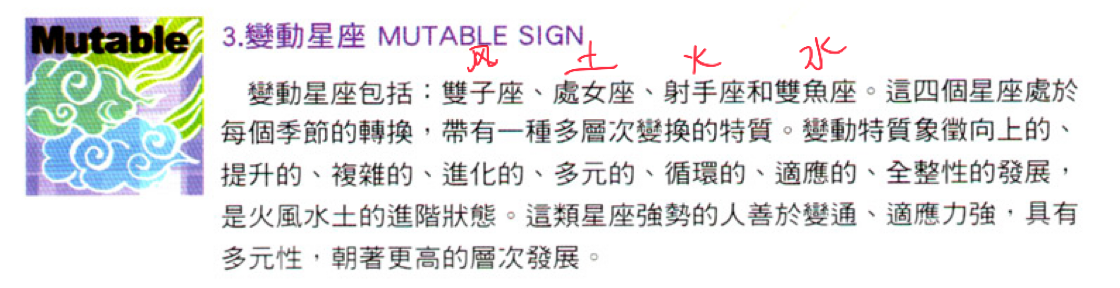 Mutable
3.變動星座 MUTABLE SIGN
风 土 火 水
變動星座包括：雙子座、處女座、射手座和雙魚座。這四個星座處於
每個季節的轉換，帶有一種多層次變換的特質。變動特質象徵向上的、
提升的、複雜的、進化的、多元的、循環的、適應的、全整性的發展，
是火風水土的進階狀態。這類星座強勢的人善於變通、適應力強，具有
多元性，朝著更高的層次發展。